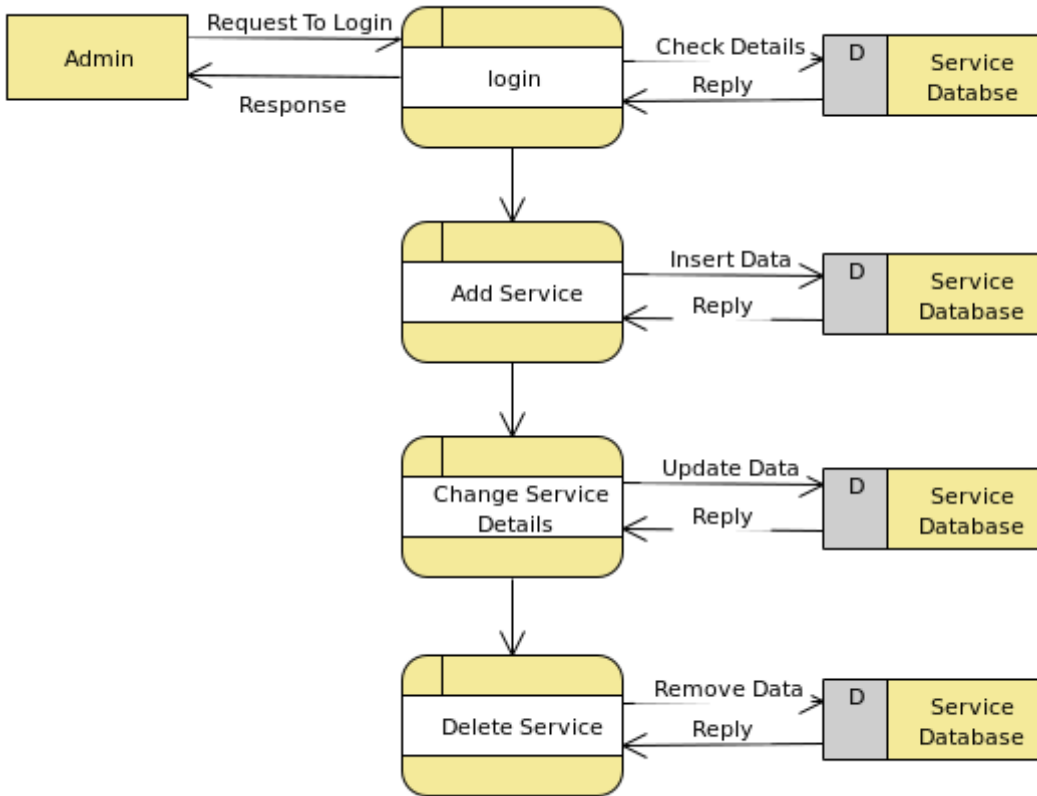 Request To Login
Admin
Response
login
Check Details
Reply
D
Service
Databse
Add Service
Insert Data
Reply
D
Service
Database
Change Service
Details
Update Data
Reply
D
Service
Database
Delete Service
Remove Data
Reply
D
Service
Database